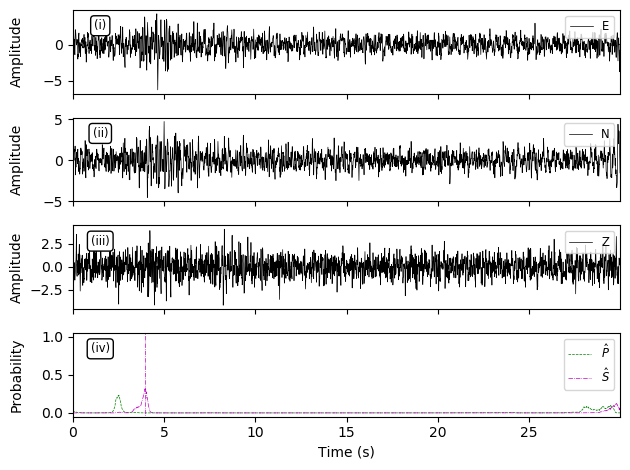 (i)
E
Amplitude
0
−5
(ii)
N
Amplitude
5
0
−5
(iii)
Z
Amplitude
2.5
0.0
−2.5
(iv)
P̂
Ŝ
Probability
1.0
0.5
0.0
0 5 10 15 20 25
Time (s)